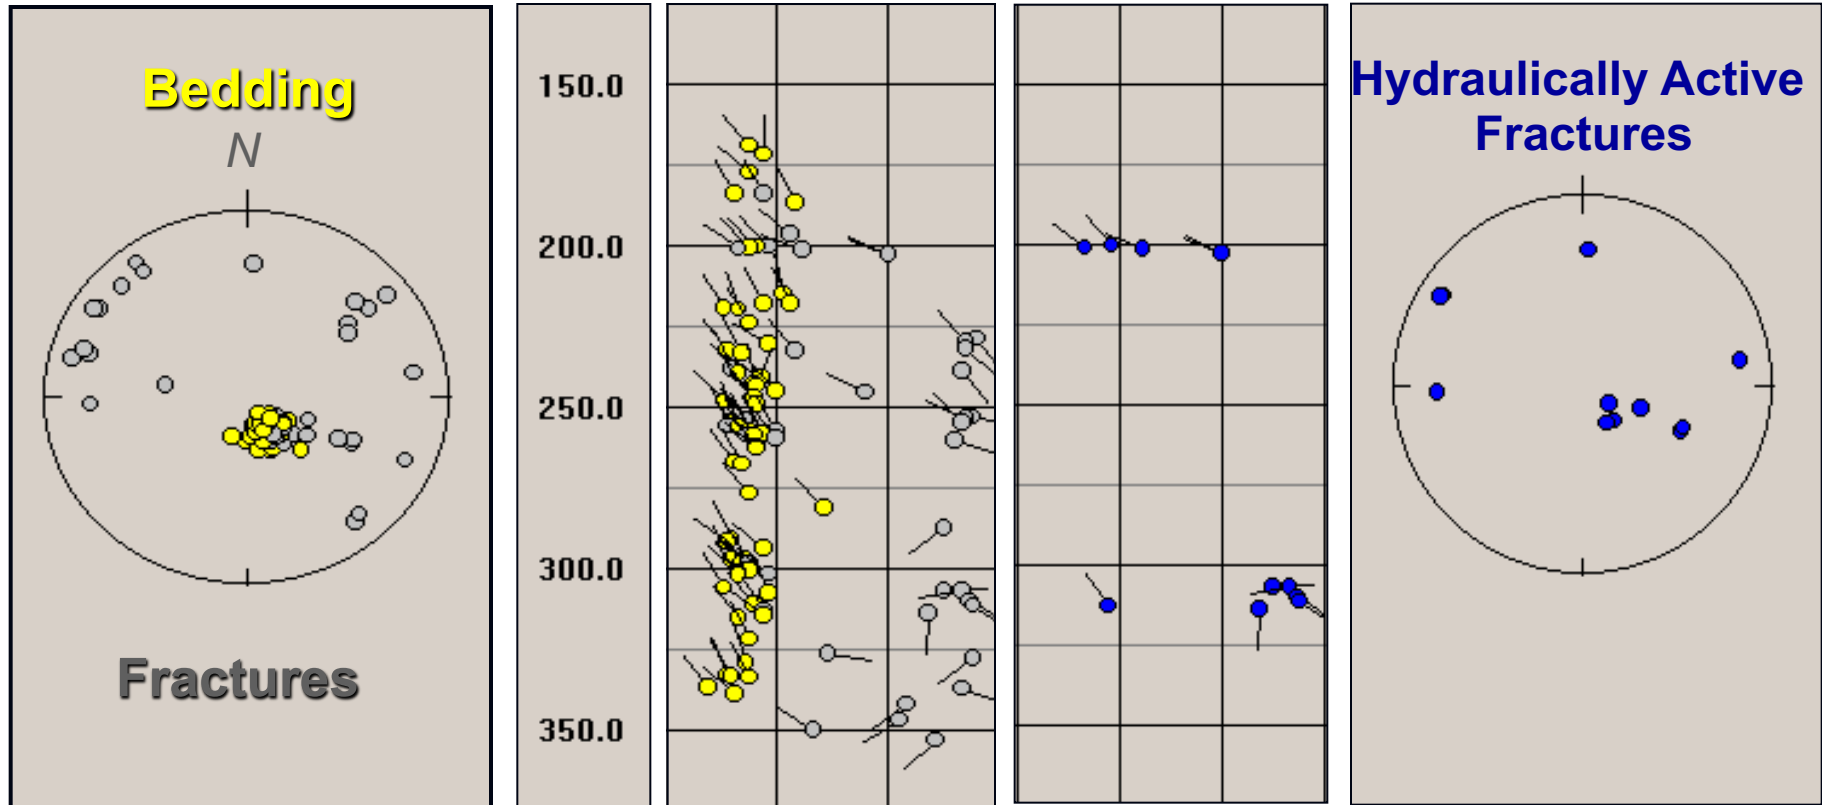 Bedding
N
Fractures
150.0
200.0
250.0
300.0
350.0
Hydraulically Active
Fractures